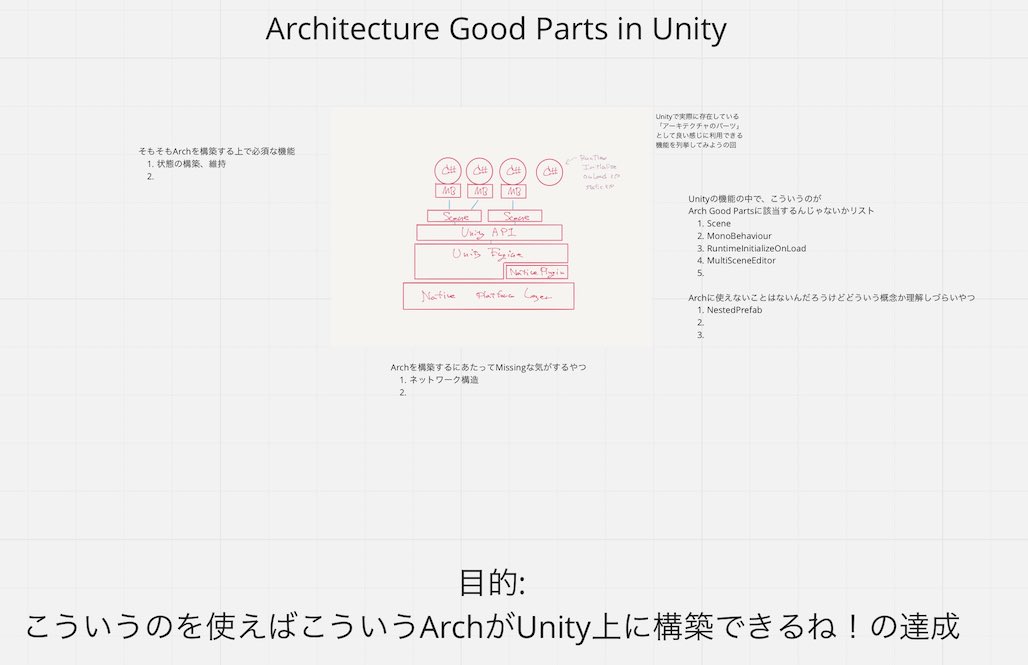 Architecture Good Parts in Unity
Unityで実際に存在している
「アーキテクチャのパーツ」
として良い感じに利用できる
機能を列挙してみようの回
そもそもArchを構築する上で必須な機能
1. 状態の構築、維持
2.
C# C# C# C#
Runtime
Initialize
OnLoad
MB MB MB
Scene Scene
Unity API
Unity Engine
Native Plugin
Native Platform Layer
Unityの機能の中で、こういうのが
Arch Good Partsに該当するんじゃないかリスト
1. Scene
2. MonoBehaviour
3. RuntimeInitializeOnLoad
4. MultiSceneEditor
5.
Archに使えないことはないんだろうけどどういう概念か理解しづらいやつ
1. NestedPrefab
2.
3.
Archを構築するにあたってMissingな気がするやつ
1. ネットワーク構造
2.
目的:
こういうのを使えばこういうArchがUnity上に構築できるね！の達成